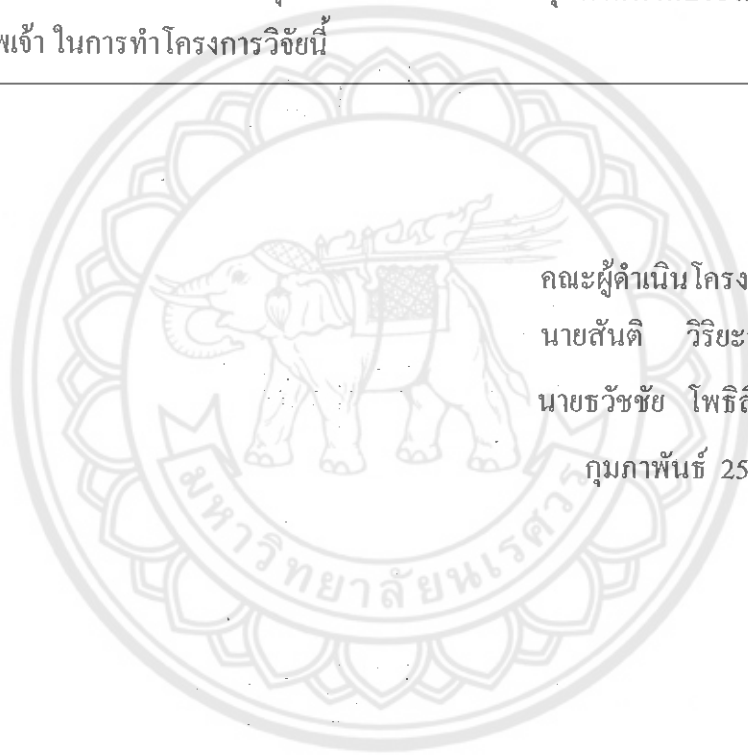 พเจ้า ในการทำโครงการวิจัยนี้
คณะผู้ดำเนินโครง
นายสันติ วิริยะ
นายธวัชชัย โพธิ
กุมภาพันธ์ 25
มหาวิทยาลัยนเรศวร